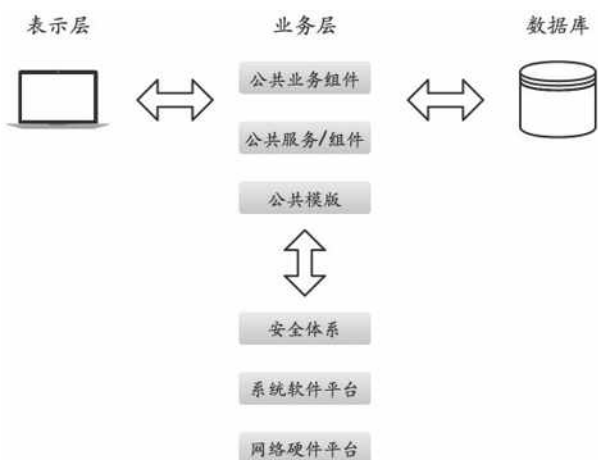 表示层
业务层
数据库
公共业务组件
公共服务/组件
公共模版
安全体系
系统软件平台
网络硬件平台